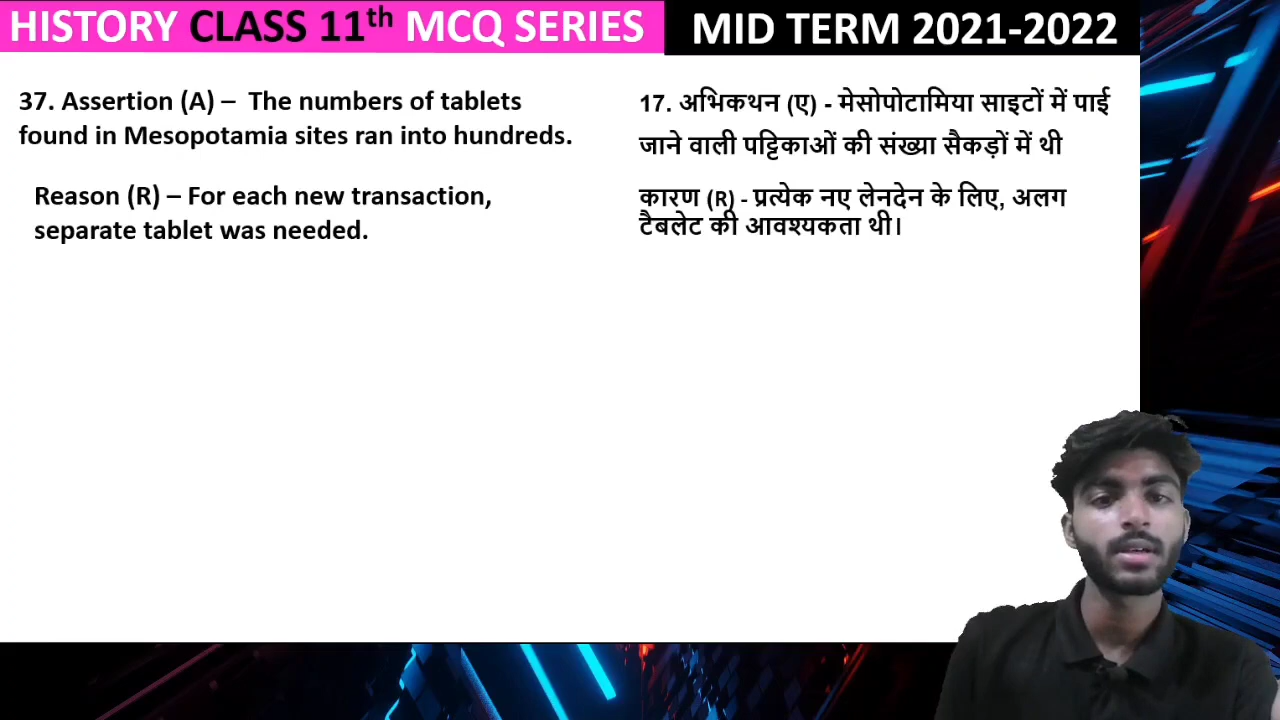 HISTORY CLASS 11th MCQ SERIES
MID TERM 2021-2022
37. Assertion (A) – The numbers of tablets
found in Mesopotamia sites ran into hundreds.
Reason (R) – For each new transaction,
separate tablet was needed.
17. अभिकथन (ए) - मेसोपोटामिया साइटों में पाई
जाने वाली पट्टिकाओं की संख्या सैकड़ों में थी
कारण (R) - प्रत्येक नए लेनदेन के लिए, अलग
टैबलेट की आवश्यकता थी।